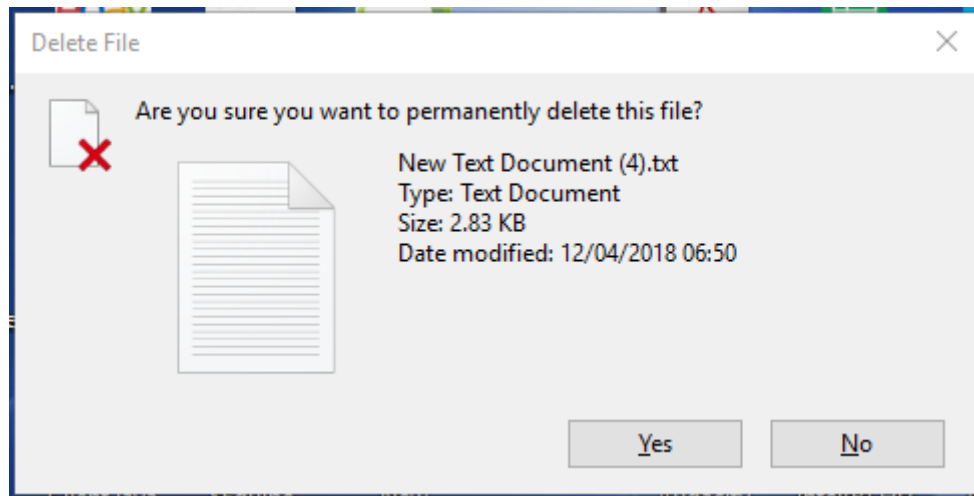 Delete File
Are you sure you want to permanently delete this file?
New Text Document (4).txt
Type: Text Document
Size: 2.83 KB
Date modified: 12/04/2018 06:50
Yes
No